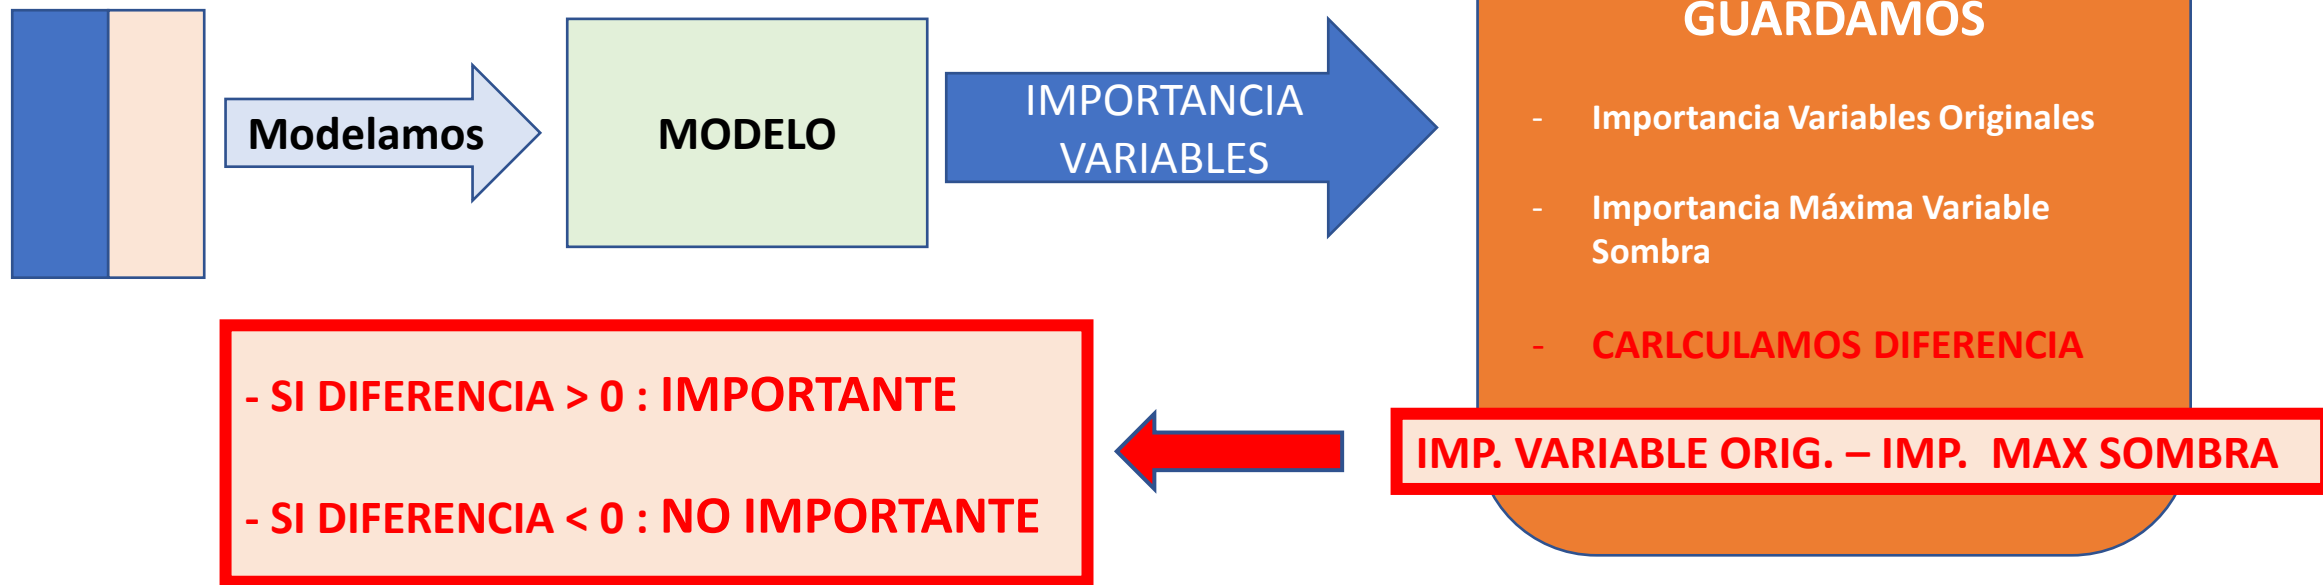 Modelamos
MODELO
IMPORTANCIA
VARIABLES
GUARDAMOS
- Importancia Variables Originales
- Importancia Máxima Variable
Sombra
- CARLCULAMOS DIFERENCIA
IMP. VARIABLE ORIG. – IMP. MAX SOMBRA
- SI DIFERENCIA > 0 : IMPORTANTE
- SI DIFERENCIA < 0 : NO IMPORTANTE